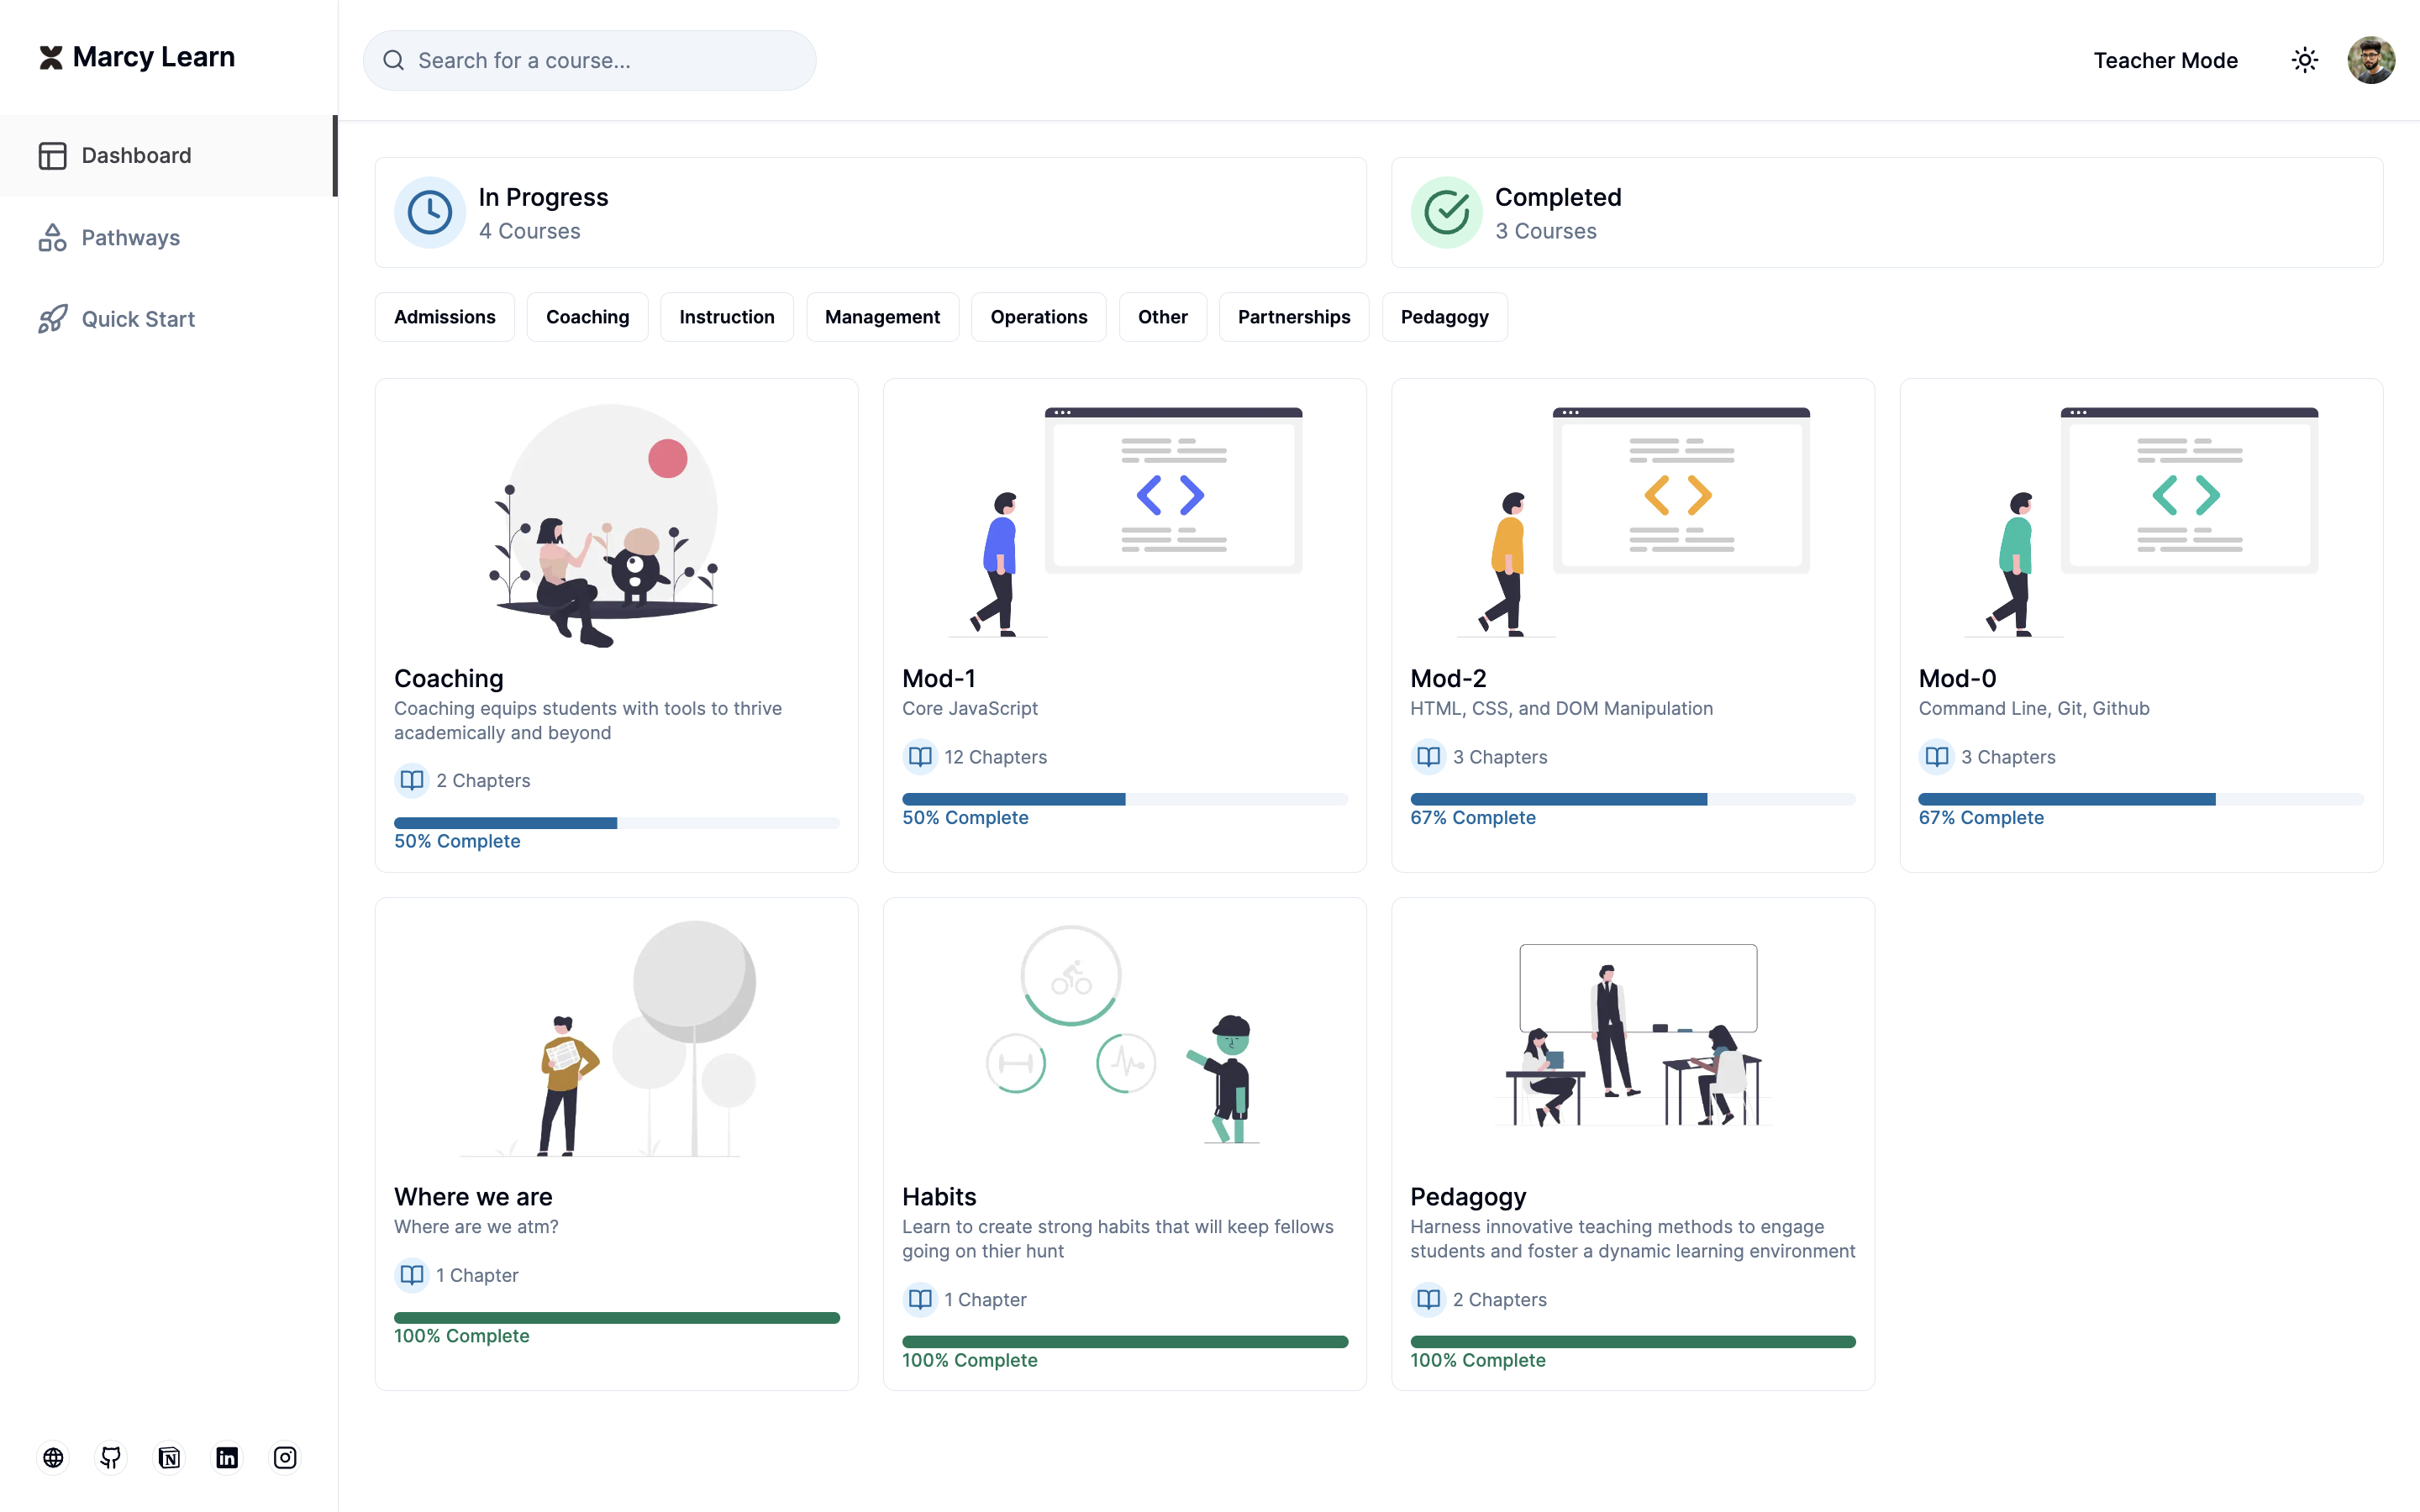 Marcy Learn
Search for a course...
Teacher Mode
Dashboard
Pathways
Quick Start
In Progress
4 Courses
Completed
3 Courses
Admissions
Coaching
Instruction
Management
Operations
Other
Partnerships
Pedagogy
Coaching
Coaching equips students with tools to thrive
academically and beyond
2 Chapters
50% Complete
Mod-1
Core JavaScript
12 Chapters
50% Complete
Mod-2
HTML, CSS, and DOM Manipulation
3 Chapters
67% Complete
Mod-0
Command Line, Git, Github
3 Chapters
67% Complete
Where we are
Where are we atm?
1 Chapter
100% Complete
Habits
Learn to create strong habits that will keep fellows
going on thier hunt
1 Chapter
100% Complete
Pedagogy
Harness innovative teaching methods to engage
students and foster a dynamic learning environment
2 Chapters
100% Complete